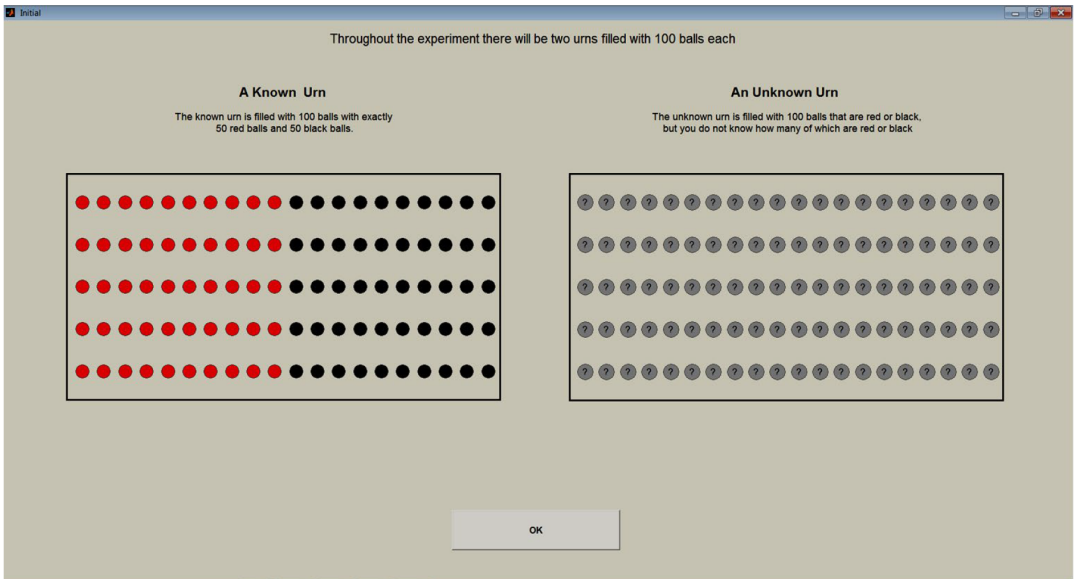 Initial
Throughout the experiment there will be two urns filled with 100 balls each
A Known Urn
The known urn is filled with 100 balls with exactly
50 red balls and 50 black balls.
An Unknown Urn
The unknown urn is filled with 100 balls that are red or black,
but you do not know how many of which are red or black
? ? ? ? ? ? ? ? ? ? ? ? ? ? ? ? ? ? ? ?
? ? ? ? ? ? ? ? ? ? ? ? ? ? ? ? ? ? ? ?
? ? ? ? ? ? ? ? ? ? ? ? ? ? ? ? ? ? ? ?
? ? ? ? ? ? ? ? ? ? ? ? ? ? ? ? ? ? ? ?
? ? ? ? ? ? ? ? ? ? ? ? ? ? ? ? ? ? ? ?
OK